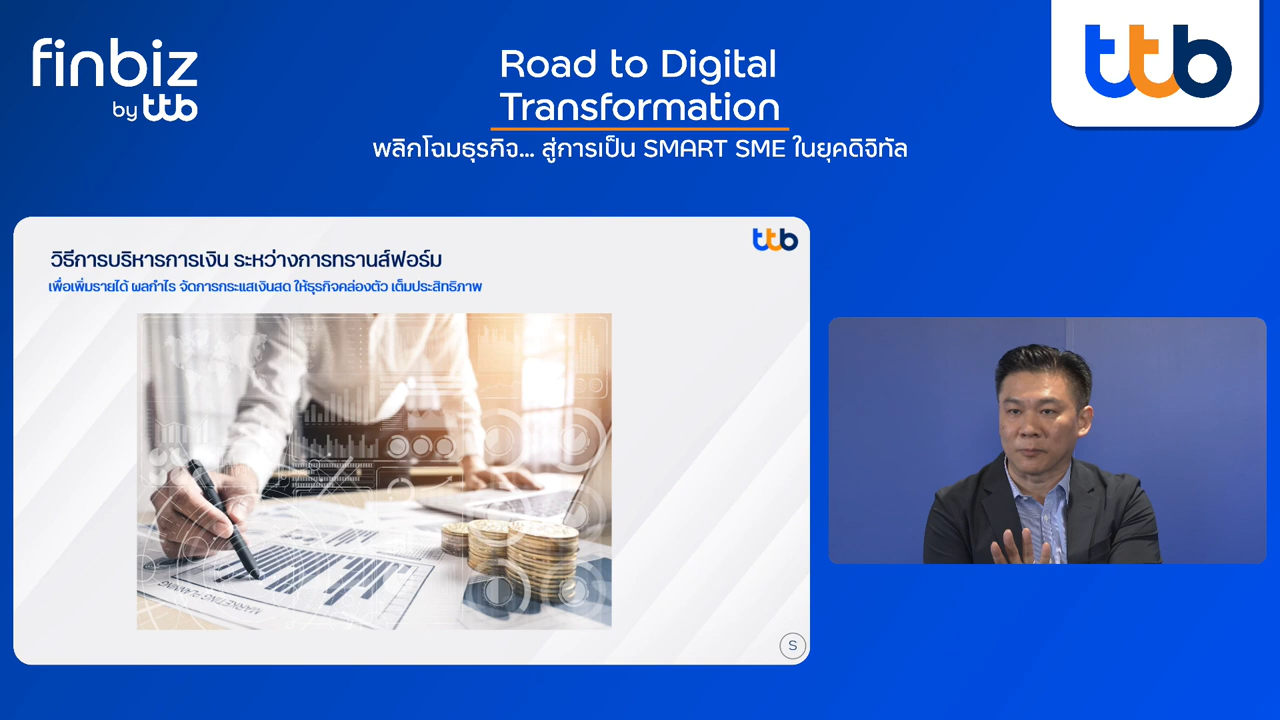 finbiz
by ttb
Road to Digital
Transformation
พลิกโฉมธุรกิจ... สู่การเป็น SMART SME ในยุคดิจิทัล
ttb
ttb
วิธีการบริหารการเงิน ระหว่างการทรานส์ฟอร์ม
เพื่อเพิ่มรายได้ ผลกำไร จัดการกระแสเงินสด ให้ธุรกิจคล่องตัว เต็มประสิทธิภาพ
MARKETING PLANNING
S